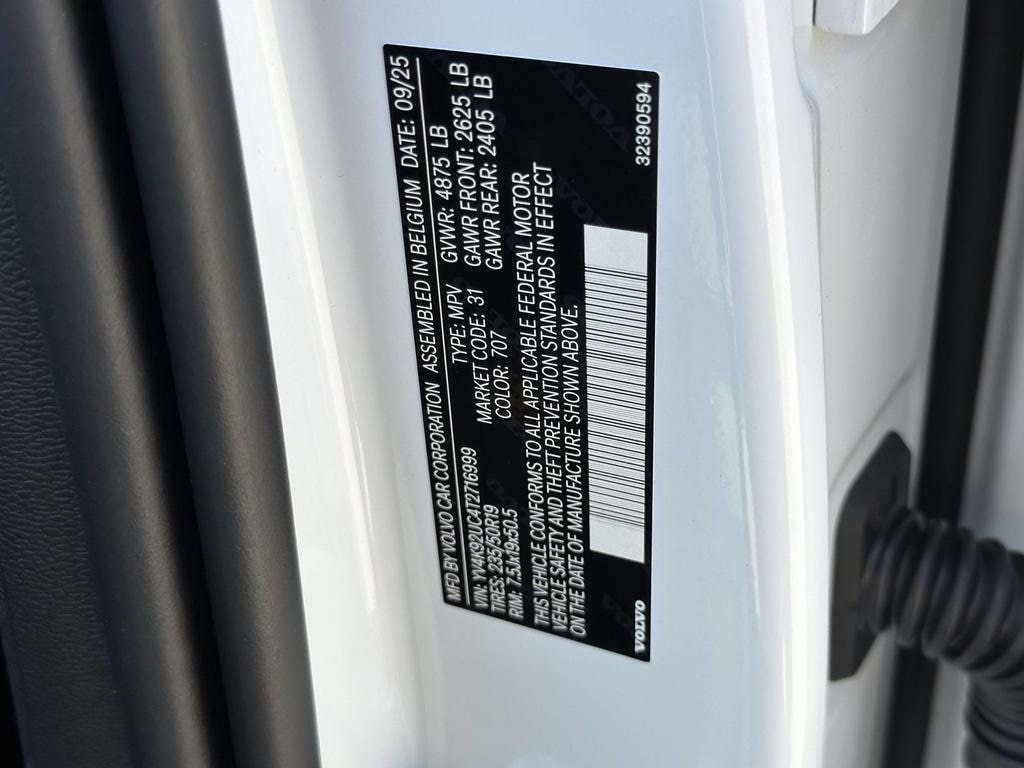 MFD BY VOLVO CAR CORPORATION ASSEMBLED IN BELGIUM DATE: 09/25
VIN: YV4K92UC4T2716999 TYPE: MPV GVWR: 4875 LB
TIRES: 235/50R19 MARKET CODE: 31 GAWR FRONT: 2625 LB
RIM: 7.5Jx19x50.5 COLOR: 707 GAWR REAR: 2405 LB
THIS VEHICLE CONFORMS TO ALL APPLICABLE FEDERAL MOTOR
VEHICLE SAFETY AND THEFT PREVENTION STANDARDS IN EFFECT
ON THE DATE OF MANUFACTURE SHOWN ABOVE.
VOLVO 32390594